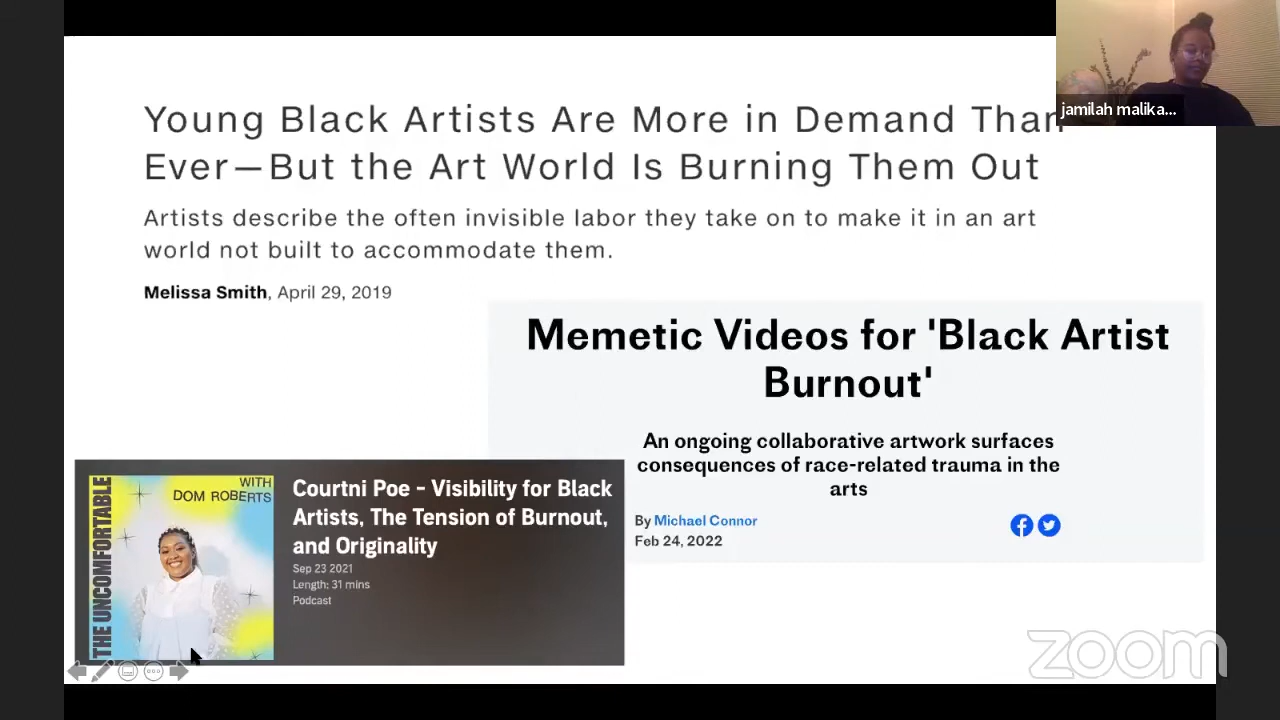 jamilah malika...
Young Black Artists Are More in Demand Than
Ever—But the Art World Is Burning Them Out
Artists describe the often invisible labor they take on to make it in an art
world not built to accommodate them.
Melissa Smith, April 29, 2019
Memetic Videos for 'Black Artist
Burnout'
An ongoing collaborative artwork surfaces
consequences of race-related trauma in the
arts
By Michael Connor
Feb 24, 2022
THE UNCOMFORTABLE
WITH
DOM ROBERTS
Courtni Poe - Visibility for Black
Artists, The Tension of Burnout,
and Originality
Sep 23 2021
Length: 31 mins
Podcast
zoom